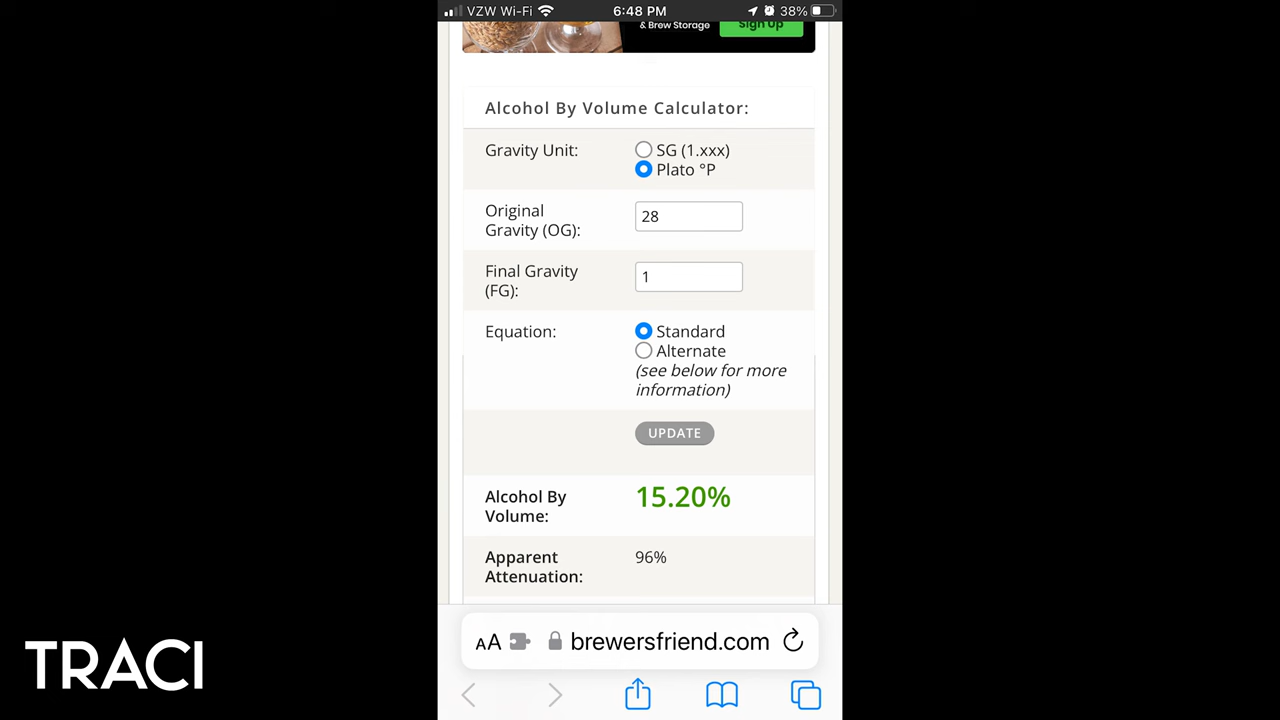 VZW Wi-Fi 6:48 PM 38%
& Brew Storage
Sign Up
Alcohol By Volume Calculator:
Gravity Unit:
SG (1.xxx)
Plato °P
Original
Gravity (OG):
28
Final Gravity
(FG):
1
Equation:
Standard
Alternate
(see below for more
information)
UPDATE
Alcohol By
Volume:
15.20%
Apparent
Attenuation:
96%
AA brewersfriend.com
TRACI